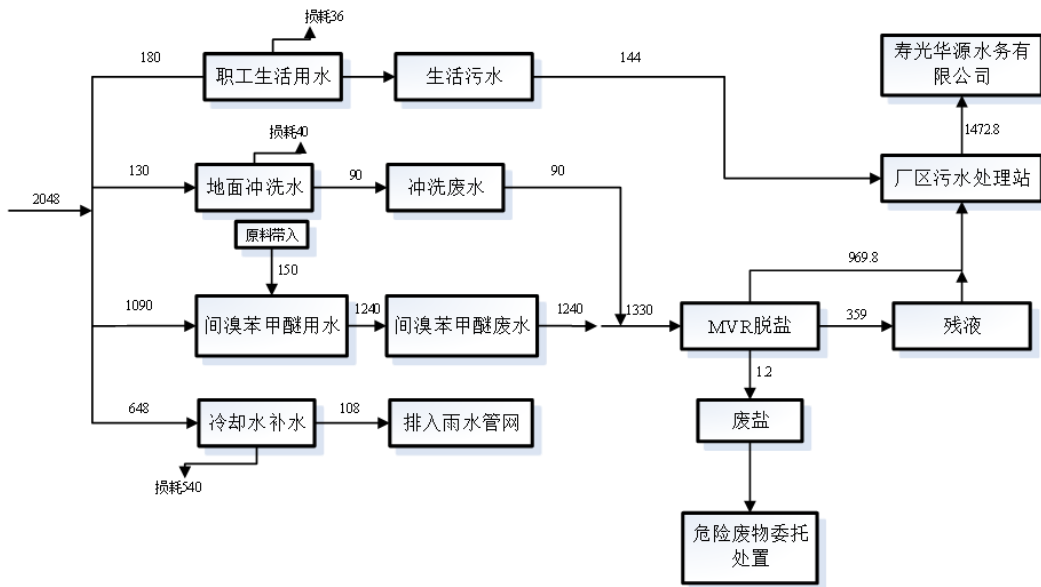 损耗36
180
职工生活用水
生活污水
144
寿光华源水务有
限公司
1472.8
损耗40
130
地面冲洗水
90
冲洗废水
90
厂区污水处理站
2048
原料带入
150
969.8
1090
间溴苯甲醚用水
1240
间溴苯甲醚废水
1240
1330
MVR脱盐
359
残液
1.2
648
冷却水补水
108
排入雨水管网
废盐
损耗540
危险废物委托
处置